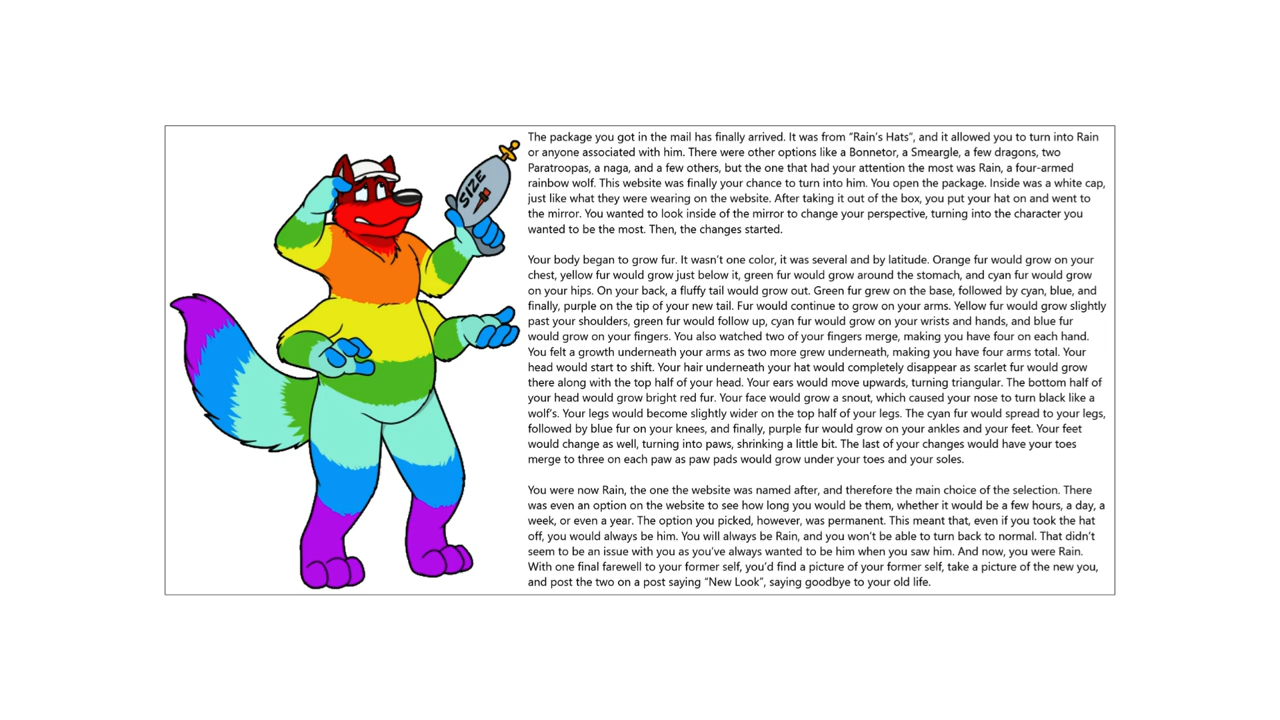 SIZE
The package you got in the mail has finally arrived. It was from “Rain’s Hats”, and it allowed you to turn into Rain
or anyone associated with him. There were other options like a Bonnetor, a Smeargle, a few dragons, two
Paratroopas, a naga, and a few others, but the one that had your attention the most was Rain, a four-armed
rainbow wolf. This website was finally your chance to turn into him. You open the package. Inside was a white cap,
just like what they were wearing on the website. After taking it out of the box, you put your hat on and went to
the mirror. You wanted to look inside of the mirror to change your perspective, turning into the character you
wanted to be the most. Then, the changes started.
Your body began to grow fur. It wasn’t one color, it was several and by latitude. Orange fur would grow on your
chest, yellow fur would grow just below it, green fur would grow around the stomach, and cyan fur would grow
on your hips. On your back, a fluffy tail would grow out. Green fur grew on the base, followed by cyan, blue, and
finally, purple on the tip of your new tail. Fur would continue to grow on your arms. Yellow fur would grow slightly
past your shoulders, green fur would follow up, cyan fur would grow on your wrists and hands, and blue fur
would grow on your fingers. You also watched two of your fingers merge, making you have four on each hand.
You felt a growth underneath your arms as two more grew underneath, making you have four arms total. Your
head would start to shift. Your hair underneath your hat would completely disappear as scarlet fur would grow
there along with the top half of your head. Your ears would move upwards, turning triangular. The bottom half of
your head would grow bright red fur. Your face would grow a snout, which caused your nose to turn black like a
wolf’s. Your legs would become slightly wider on the top half of your legs. The cyan fur would spread to your legs,
followed by blue fur on your knees, and finally, purple fur would grow on your ankles and your feet. Your feet
would change as well, turning into paws, shrinking a little bit. The last of your changes would have your toes
merge to three on each paw as paw pads would grow under your toes and your soles.
You were now Rain, the one the website was named after, and therefore the main choice of the selection. There
was even an option on the website to see how long you would be them, whether it would be a few hours, a day, a
week, or even a year. The option you picked, however, was permanent. This meant that, even if you took the hat
off, you would always be him. You will always be Rain, and you won’t be able to turn back to normal. That didn’t
seem to be an issue with you as you’ve always wanted to be him when you saw him. And now, you were Rain.
With one final farewell to your former self, you’d find a picture of your former self, take a picture of the new you,
and post the two on a post saying “New Look”, saying goodbye to your old life.